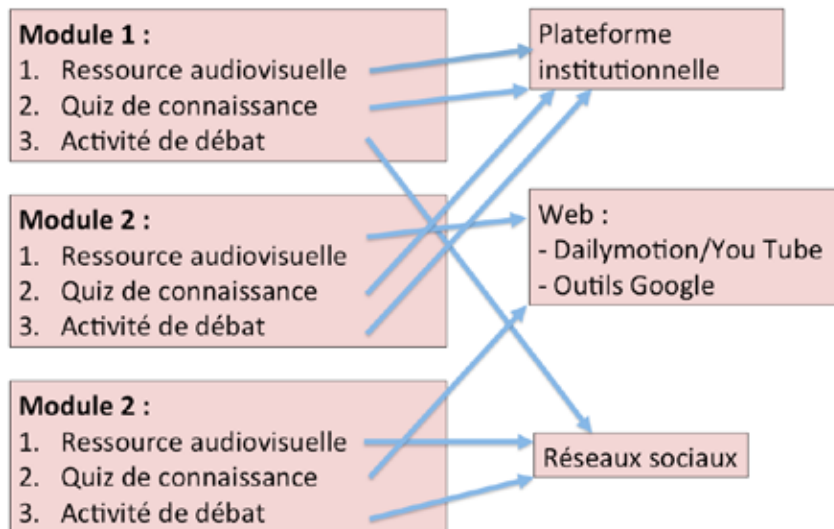 Module 1 :
1. Ressource audiovisuelle
2. Quiz de connaissance
3. Activité de débat
Plateforme
institutionnelle
Module 2 :
1. Ressource audiovisuelle
2. Quiz de connaissance
3. Activité de débat
Web :
- Dailymotion/You Tube
- Outils Google
Module 2 :
1. Ressource audiovisuelle
2. Quiz de connaissance
3. Activité de débat
Réseaux sociaux